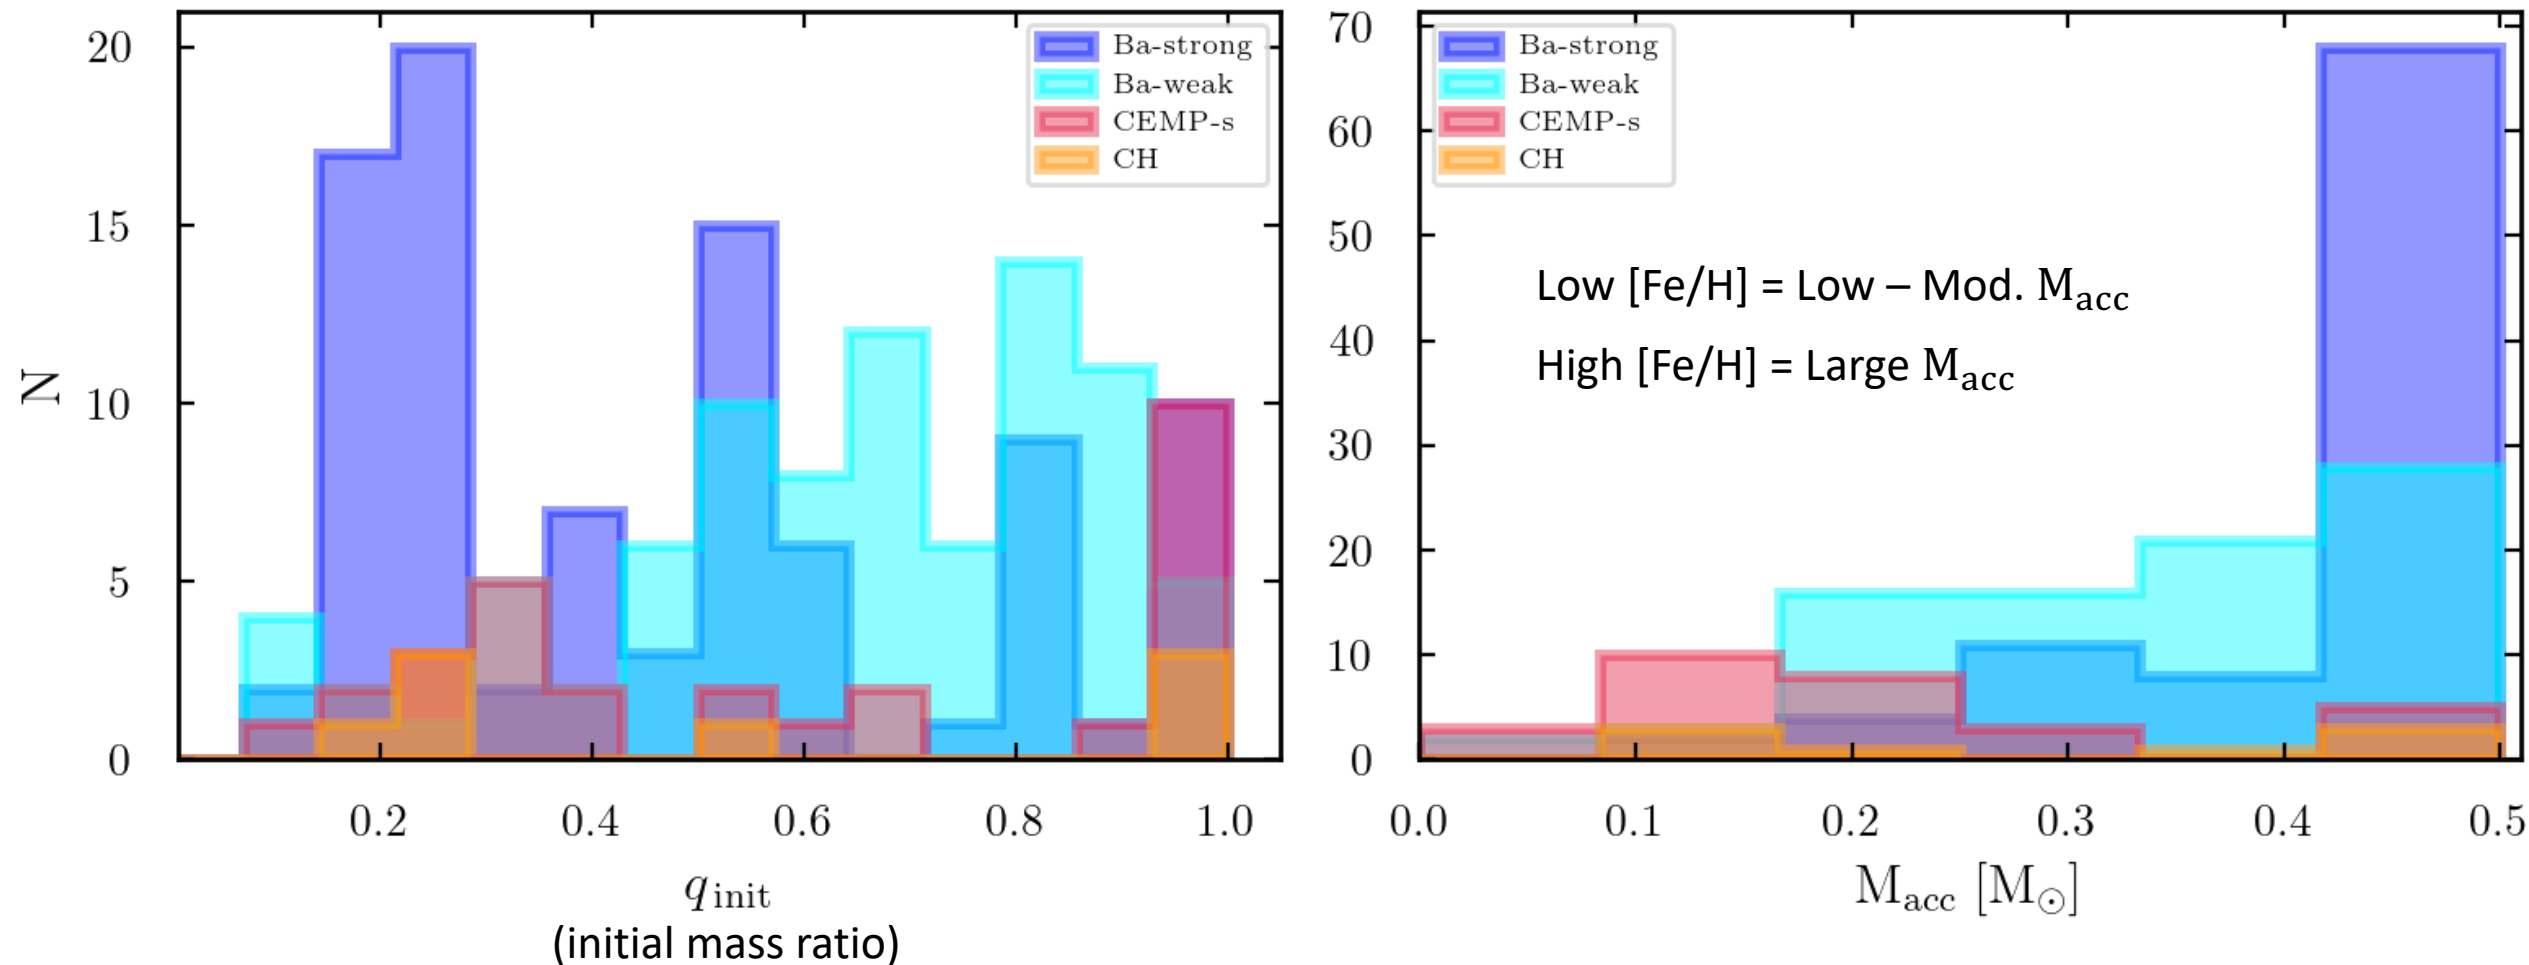 20
15
10
5
0
N
0.2 0.4 0.6 0.8 1.0
q init
(initial mass ratio)
Ba-strong
Ba-weak
CEMP-s
CH
70
60
50
40
30
20
10
0
0.0 0.1 0.2 0.3 0.4 0.5
Macc [M⊙]
Ba-strong
Ba-weak
CEMP-s
CH
Low [Fe/H] = Low – Mod. Macc
High [Fe/H] = Large Macc